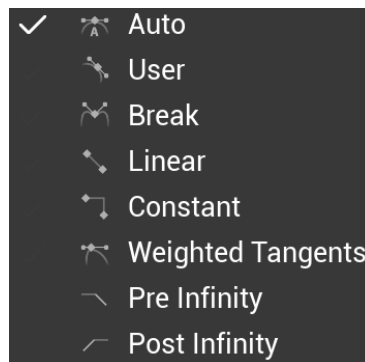 Auto
User
Break
Linear
Constant
Weighted Tangents
Pre Infinity
Post Infinity